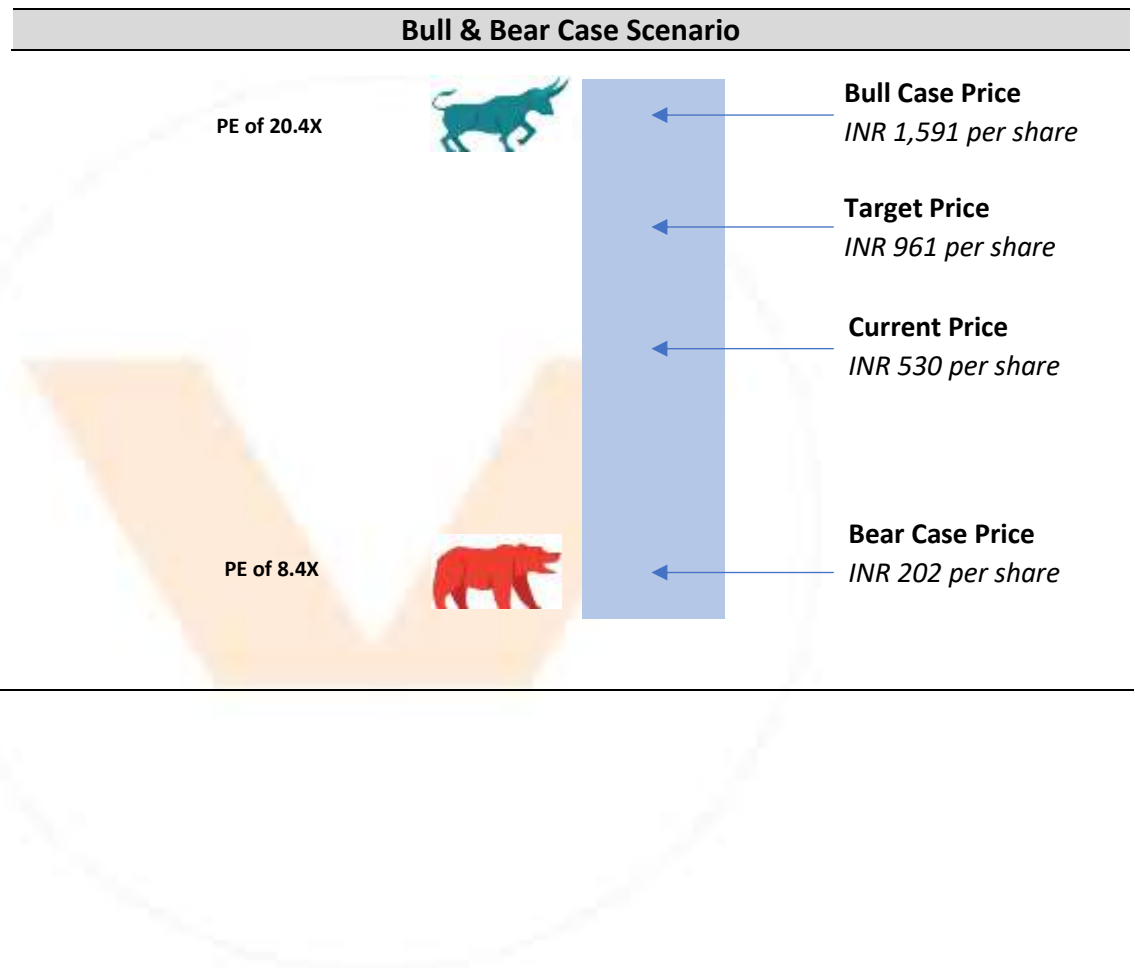 Bull & Bear Case Scenario
PE of 20.4X
Bull Case Price
INR 1,591 per share
Target Price
INR 961 per share
Current Price
INR 530 per share
PE of 8.4X
Bear Case Price
INR 202 per share